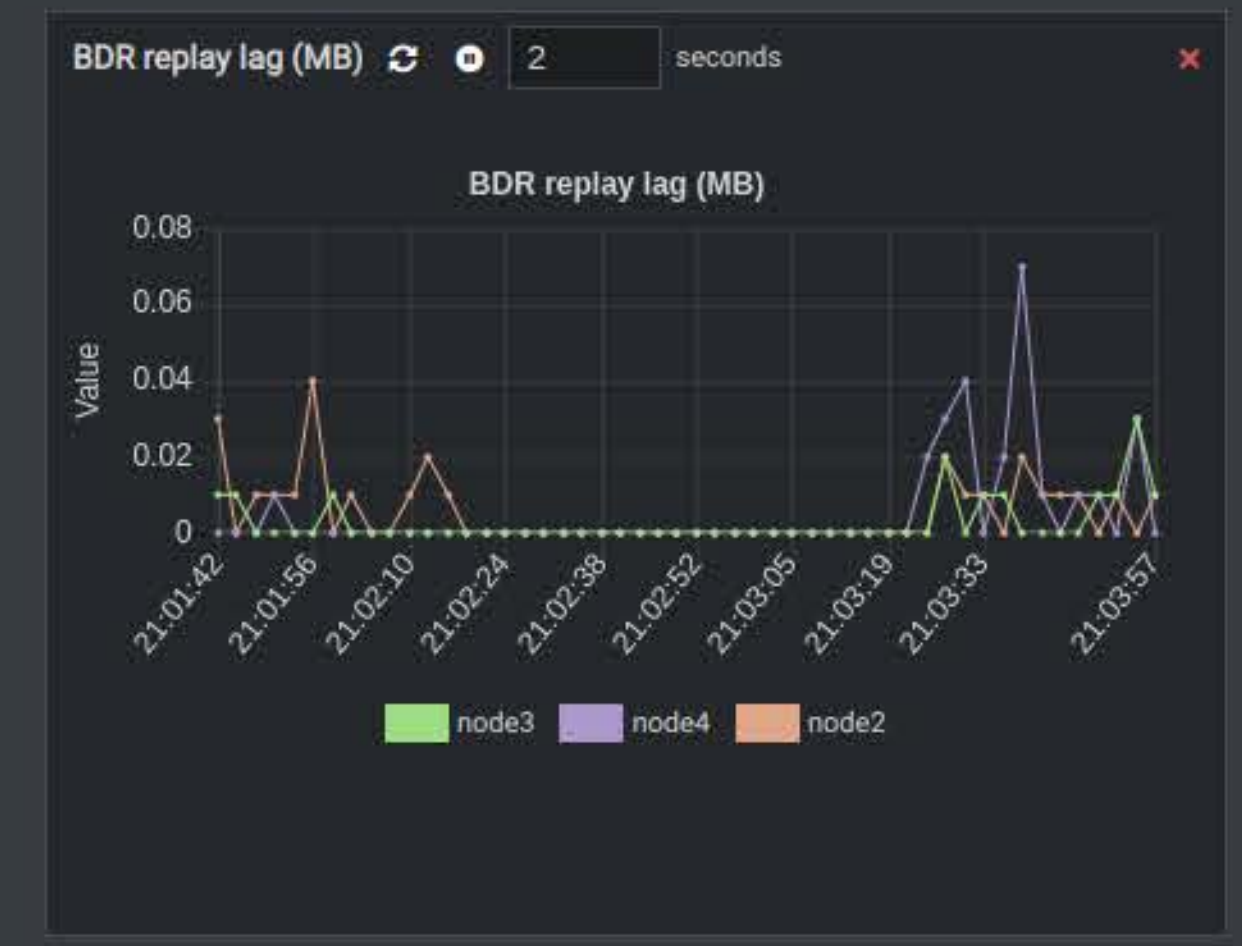 BDR replay lag (MB) 2 seconds
BDR replay lag (MB)
0.08
0.06
0.04
0.02
0
Value
21:01:42 21:01:56 21:02:10 21:02:24 21:02:38 21:02:52 21:03:05 21:03:19 21:03:33 21:03:57
node3 node4 node2